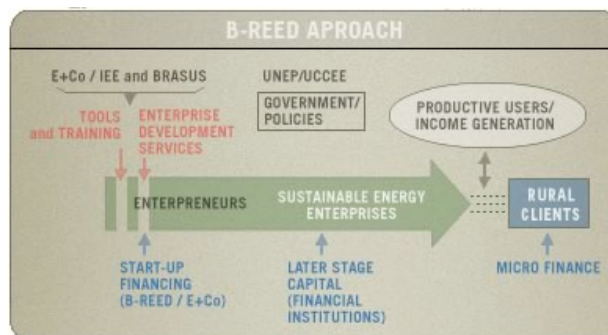 B-REED APROACH
E+Co / IEE and BRASUS
UNEP/UCCEE
TOOLS
and TRAINING
ENTERPRISE
DEVELOPMENT
SERVICES
GOVERNMENT/
POLICIES
PRODUCTIVE USERS/
INCOME GENERATION
ENTERPRENEURS
SUSTAINABLE ENERGY
ENTERPRISES
RURAL
CLIENTS
START-UP
FINANCING
(B-REED / E+Co)
LATER STAGE
CAPITAL
(FINANCIAL
INSTITUTIONS)
MICRO FINANCE